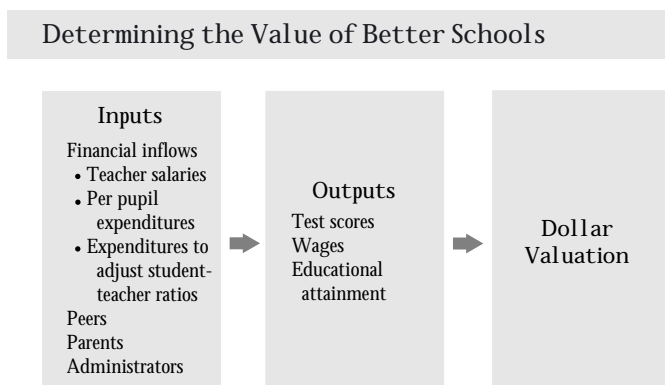 Determining the Value of Better Schools
Inputs
Financial inflows
• Teacher salaries
• Per pupil
expenditures
• Expenditures to
adjust student-
teacher ratios
Peers
Parents
Administrators
Outputs
Test scores
Wages
Educational
attainment
Dollar
Valuation